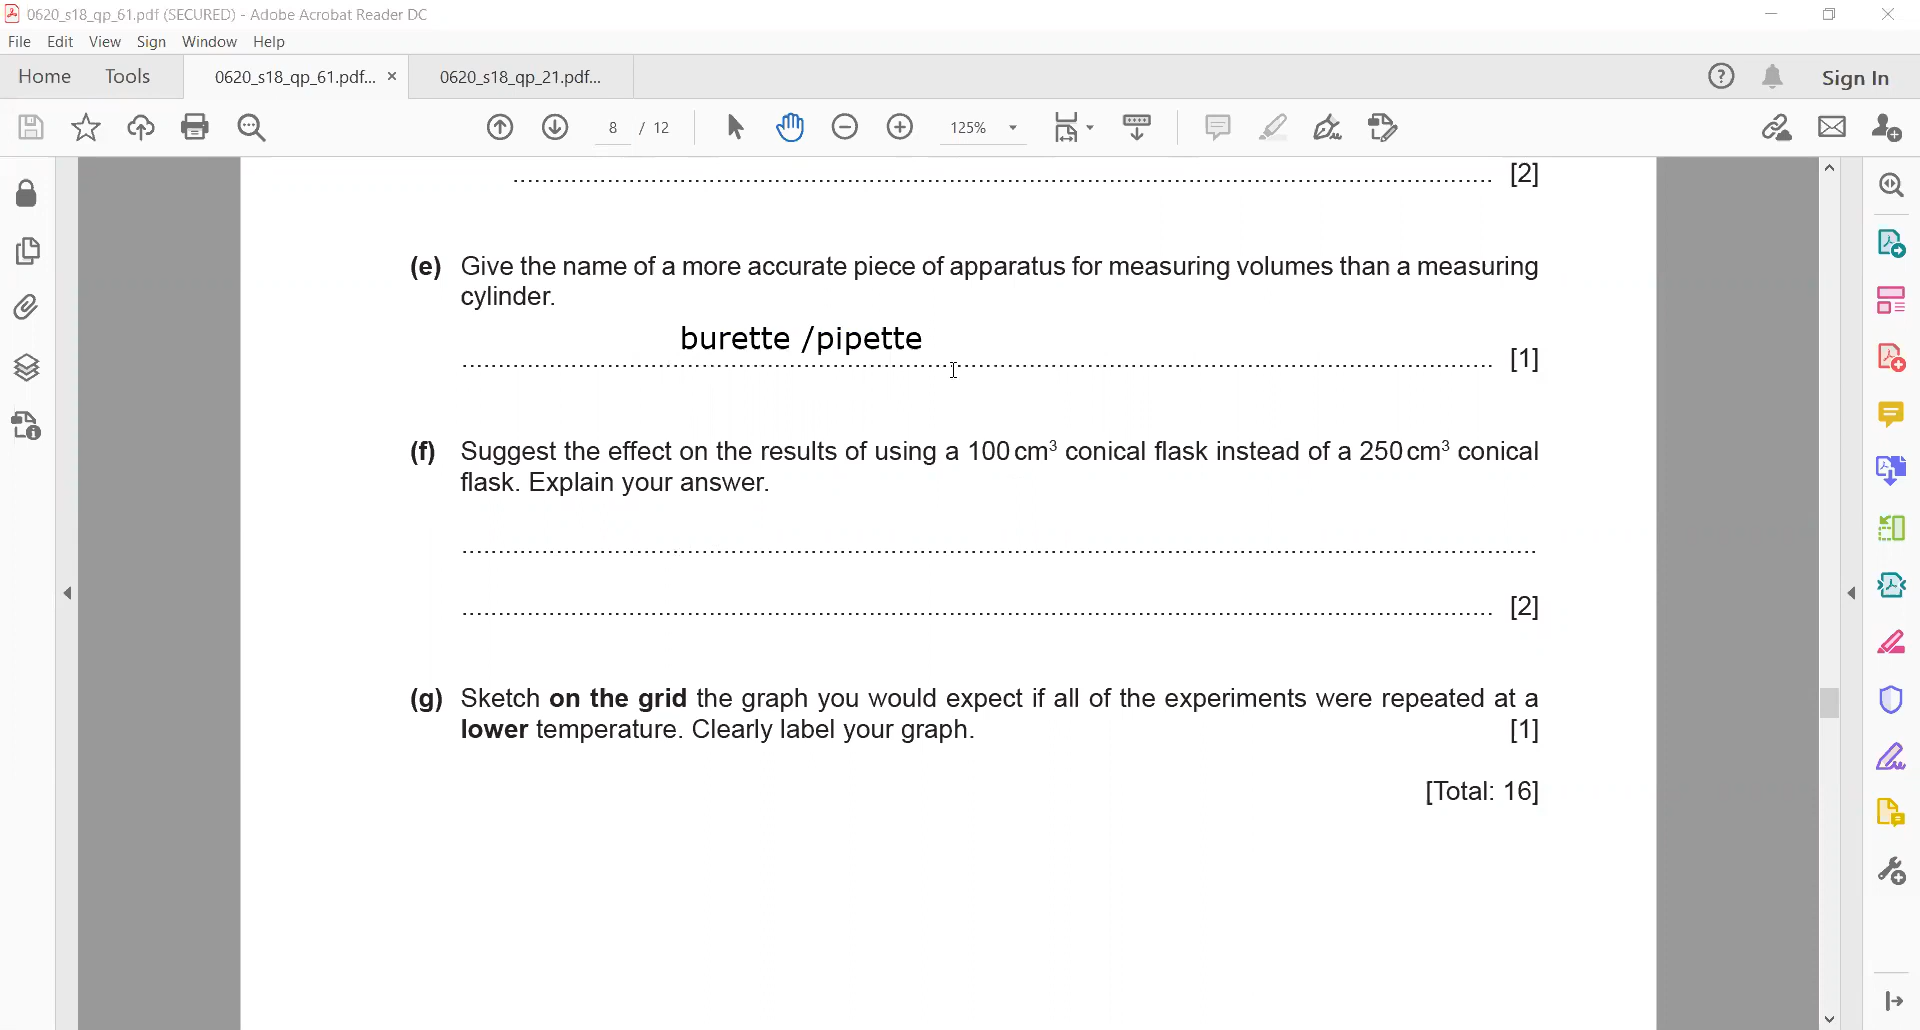 0620_s18_qp_61.pdf (SECURED) - Adobe Acrobat Reader DC
File Edit View Sign Window Help
Home Tools 0620_s18_qp_61.pdf... × 0620_s18_qp_21.pdf... Sign In
8 / 12 125%
[2]
(e) Give the name of a more accurate piece of apparatus for measuring volumes than a measuring
cylinder.
burette /pipette
[1]
(f) Suggest the effect on the results of using a 100 cm³ conical flask instead of a 250 cm³ conical
flask. Explain your answer.
[2]
(g) Sketch on the grid the graph you would expect if all of the experiments were repeated at a
lower temperature. Clearly label your graph. [1]
[Total: 16]